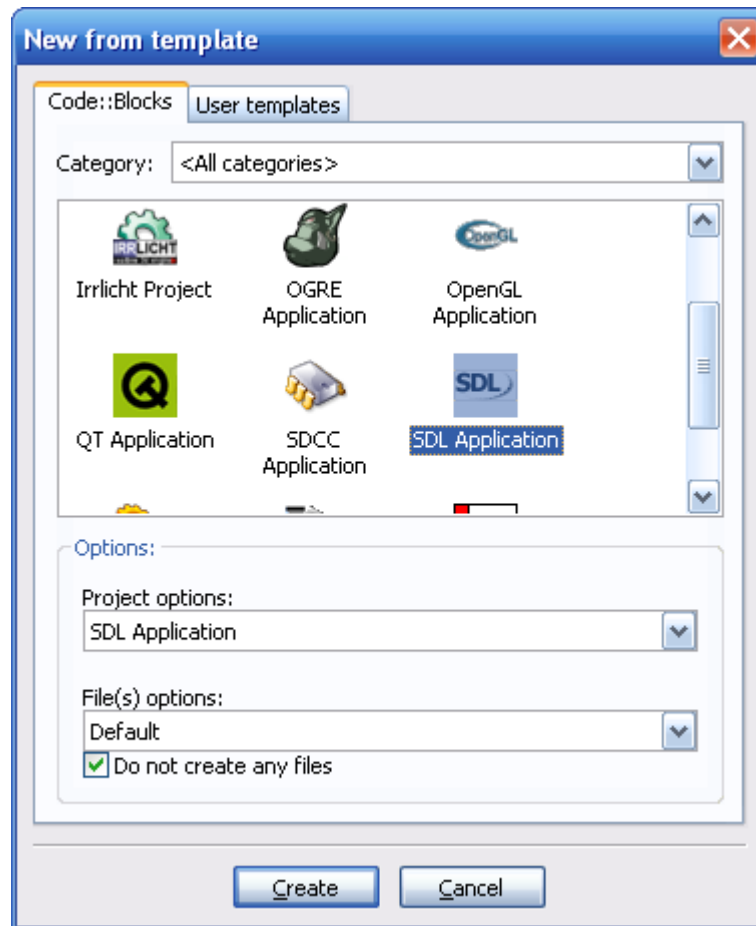 New from template
Code::Blocks
User templates
Category:
<All categories>
IRRLICHT
OpenGL
Irrlicht Project
OGRE
Application
OpenGL
Application
SDL
QT Application
SDCC
Application
SDL Application
Options:
Project options:
SDL Application
File(s) options:
Default
Do not create any files
Create
Cancel